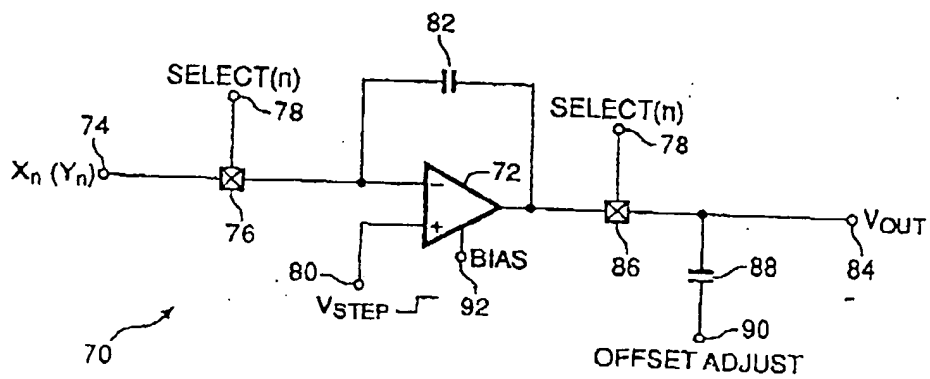 82
SELECT(n)
78
SELECT(n)
78
74
Xn (Yn)
72
−
+
76
86
VOUT
84
88
80
BIAS
92
VSTEP
90
OFFSET ADJUST
70